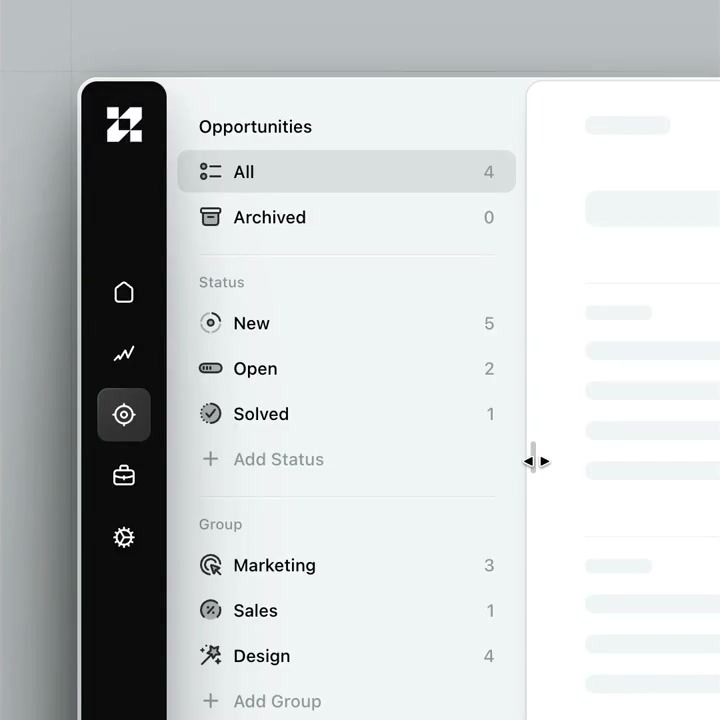 Opportunities
All 4
Archived 0
Status
New 5
Open 2
Solved 1
Add Status
Group
Marketing 3
Sales 1
Design 4
Add Group